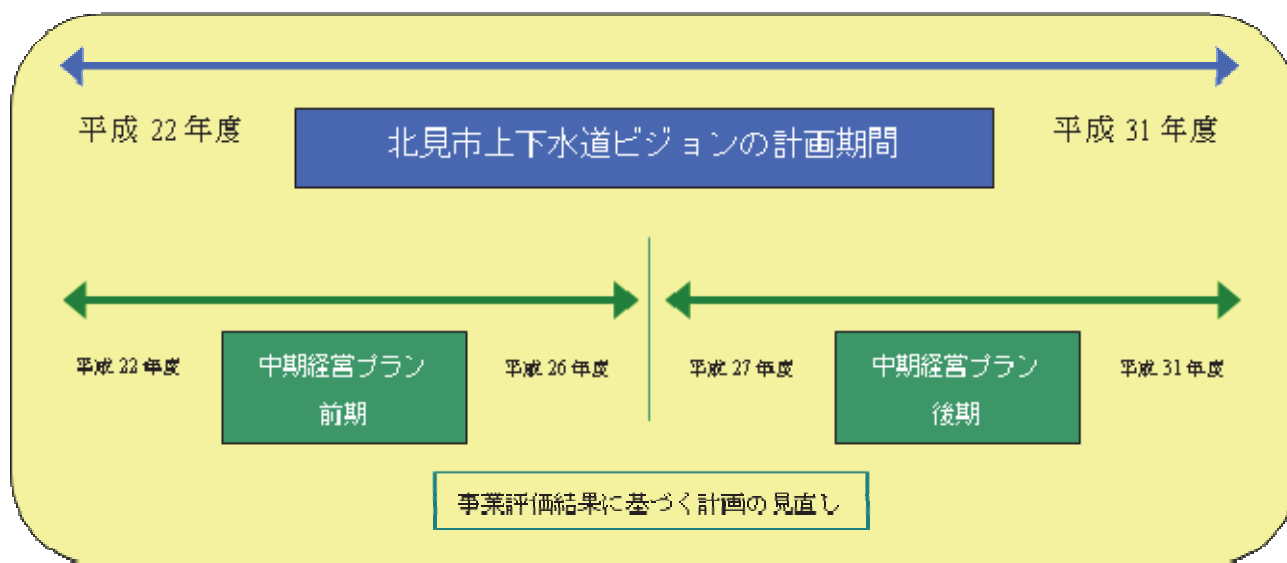 平成 22 年度
北見市上下水道ビジョンの計画期間
平成 31 年度
平成 22 年度
中期経営プラン
前期
平成 26 年度
平成 27 年度
中期経営プラン
後期
平成 31 年度
事業評価結果に基づく計画の見直し